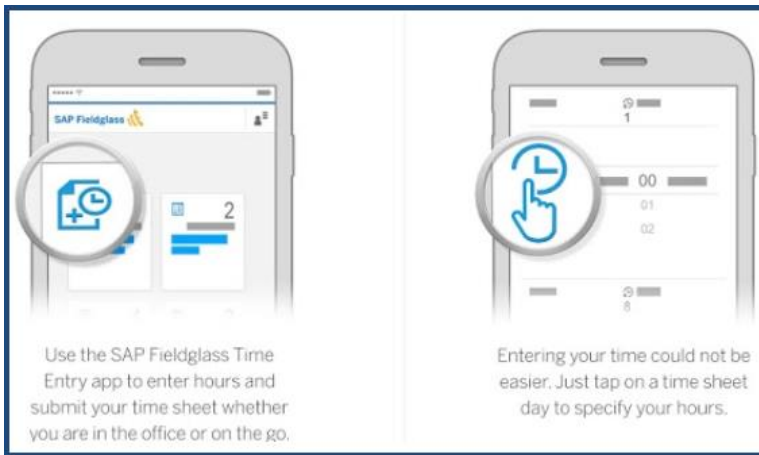 SAP Fieldglass
2
Use the SAP Fieldglass Time
Entry app to enter hours and
submit your time sheet whether
you are in the office or on the go.
1
00
01
02
8
Entering your time could not be
easier. Just tap on a time sheet
day to specify your hours.